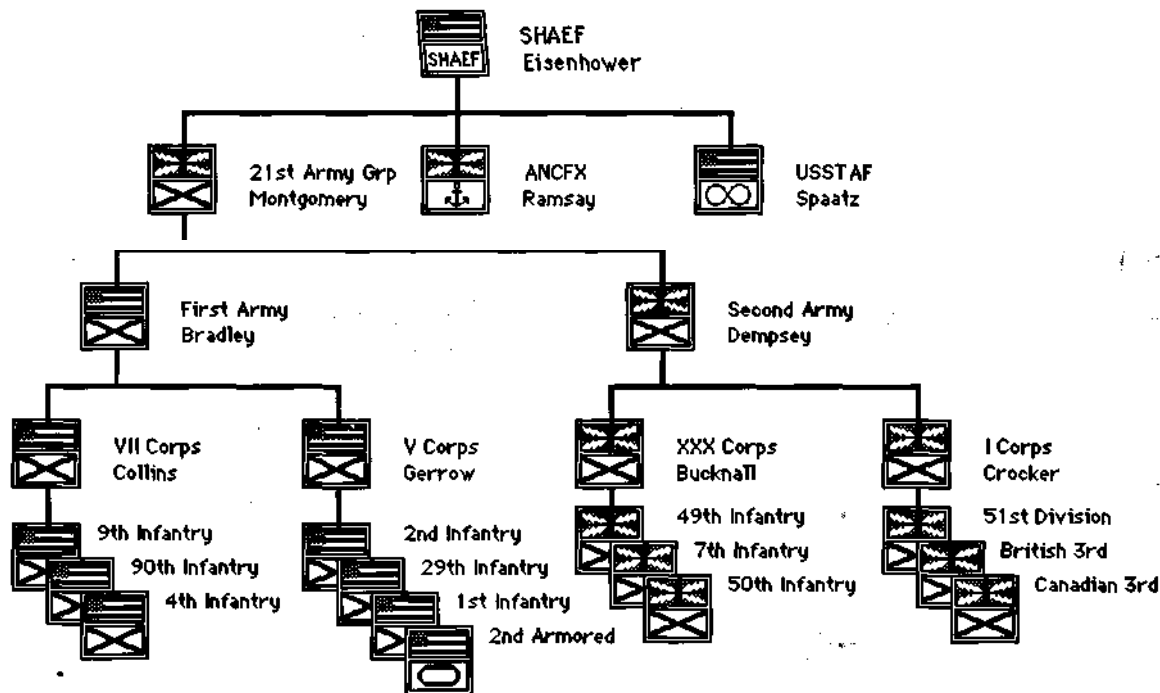 SHAEF
SHAEF
Eisenhower
21st Army Grp
Montgomery
ANCFX
Ramsay
USSTAF
Spaatz
First Army
Bradley
Second Army
Dempsey
VII Corps
Collins
V Corps
Gerrow
XXX Corps
Bucknall
I Corps
Crocker
9th Infantry
90th Infantry
4th Infantry
2nd Infantry
29th Infantry
1st Infantry
2nd Armored
49th Infantry
7th Infantry
50th Infantry
51st Division
British 3rd
Canadian 3rd